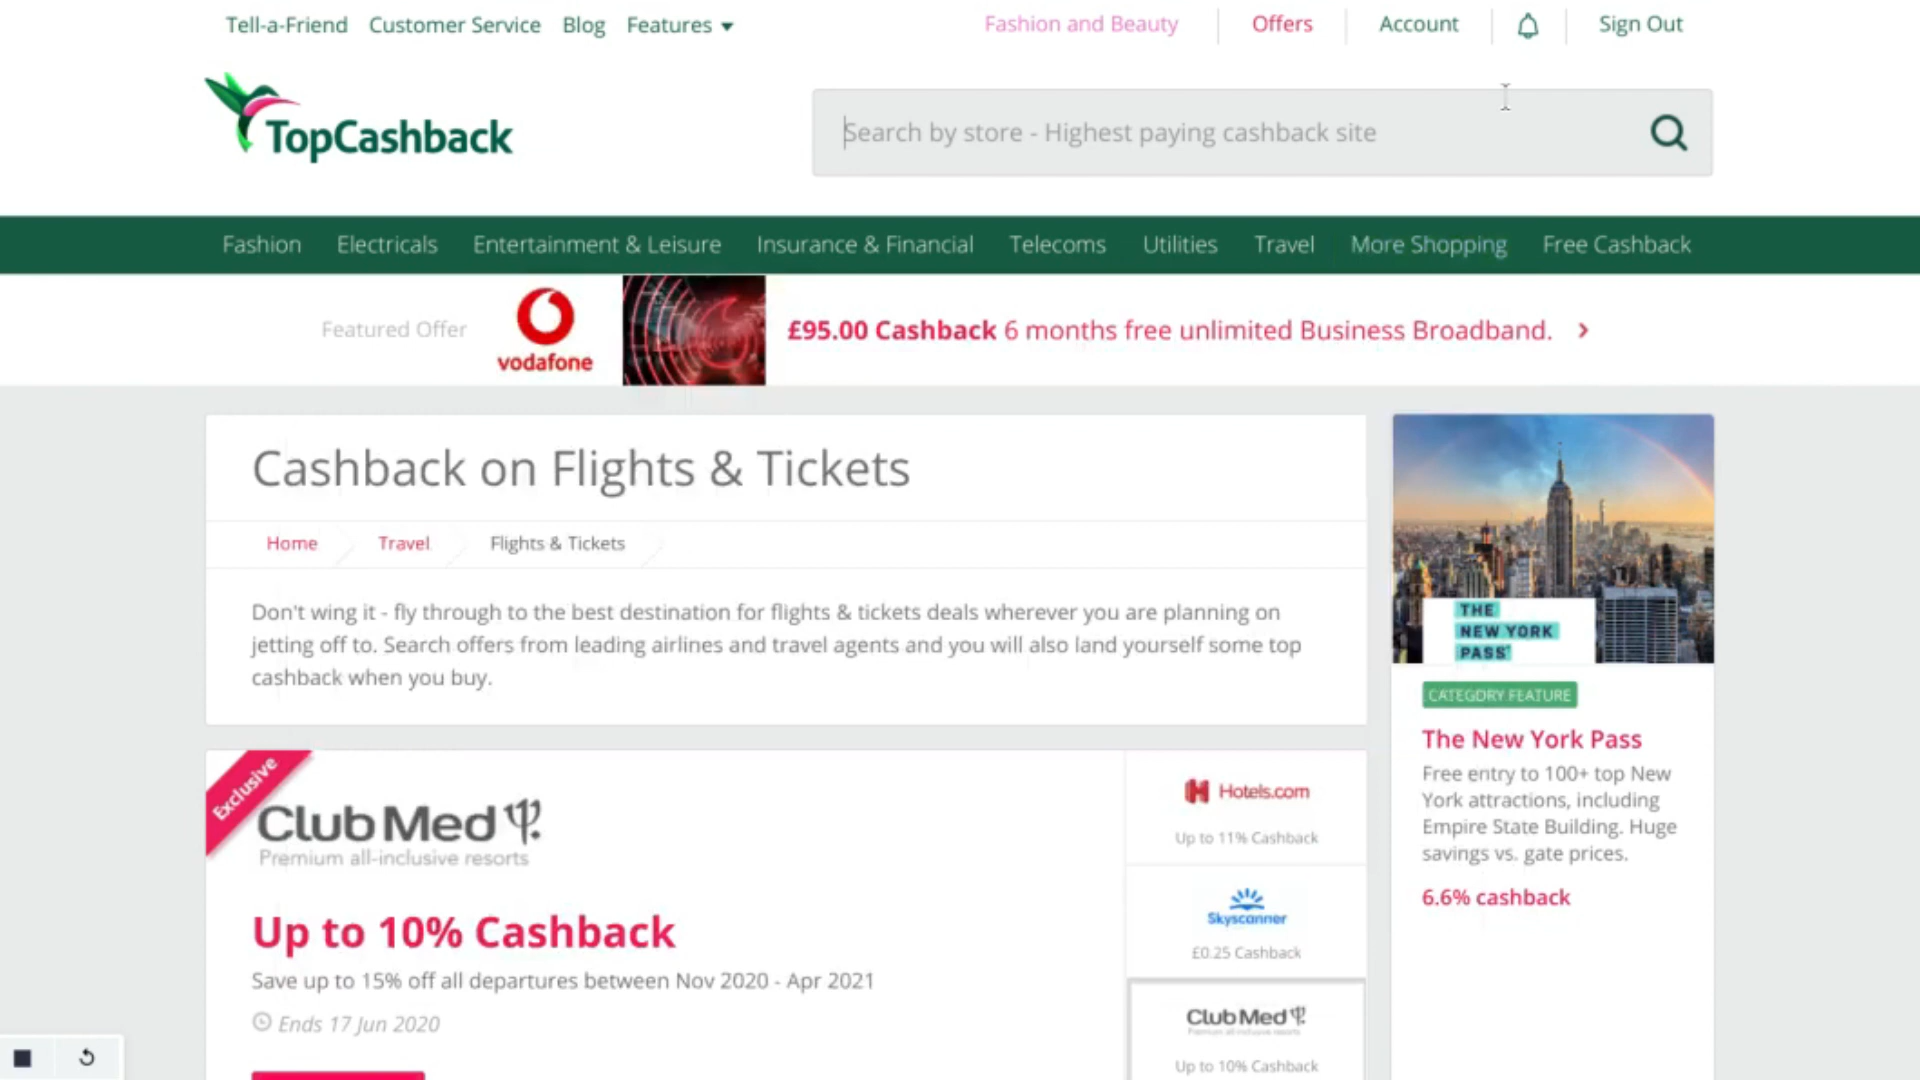 Tell-a-Friend Customer Service Blog Features
Fashion and Beauty Offers Account Sign Out
TopCashback
Search by store - Highest paying cashback site
Fashion Electricals Entertainment & Leisure Insurance & Financial Telecoms Utilities Travel More Shopping Free Cashback
Featured Offer
vodafone
£95.00 Cashback 6 months free unlimited Business Broadband.
Cashback on Flights & Tickets
Home Travel Flights & Tickets
Don't wing it - fly through to the best destination for flights & tickets deals wherever you are planning on
jetting off to. Search offers from leading airlines and travel agents and you will also land yourself some top
cashback when you buy.
Exclusive
Club Med
Premium all-inclusive resorts
Up to 10% Cashback
Save up to 15% off all departures between Nov 2020 - Apr 2021
Ends 17 Jun 2020
Hotels.com
Up to 11% Cashback
Skyscanner
£0.25 Cashback
Club Med
Premium all-inclusive resorts
Up to 10% Cashback
THE
NEW YORK
PASS
CATEGORY FEATURE
The New York Pass
Free entry to 100+ top New
York attractions, including
Empire State Building. Huge
savings vs. gate prices.
6.6% cashback